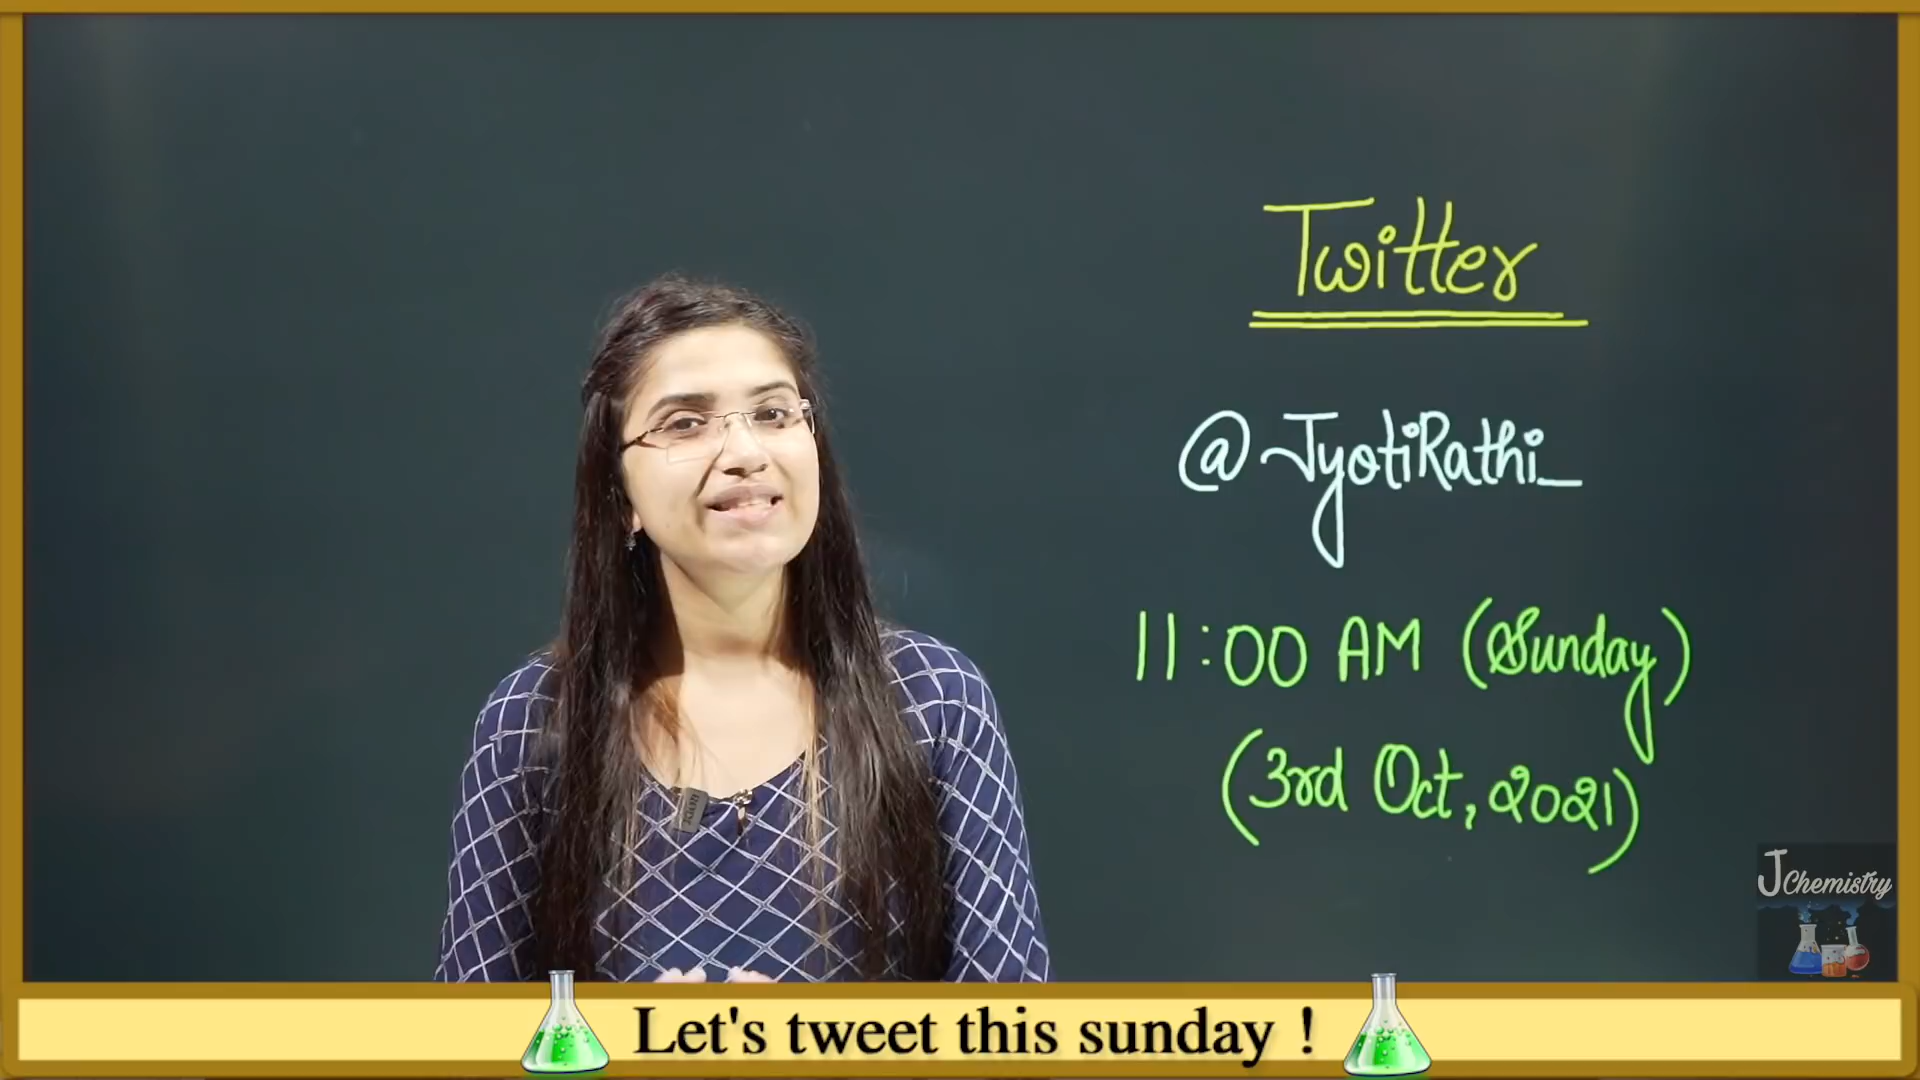 Twitter
@JyotiRathi_
11:00 AM (Sunday)
(3rd Oct, 2021)
JChemistry
Let's tweet this sunday !